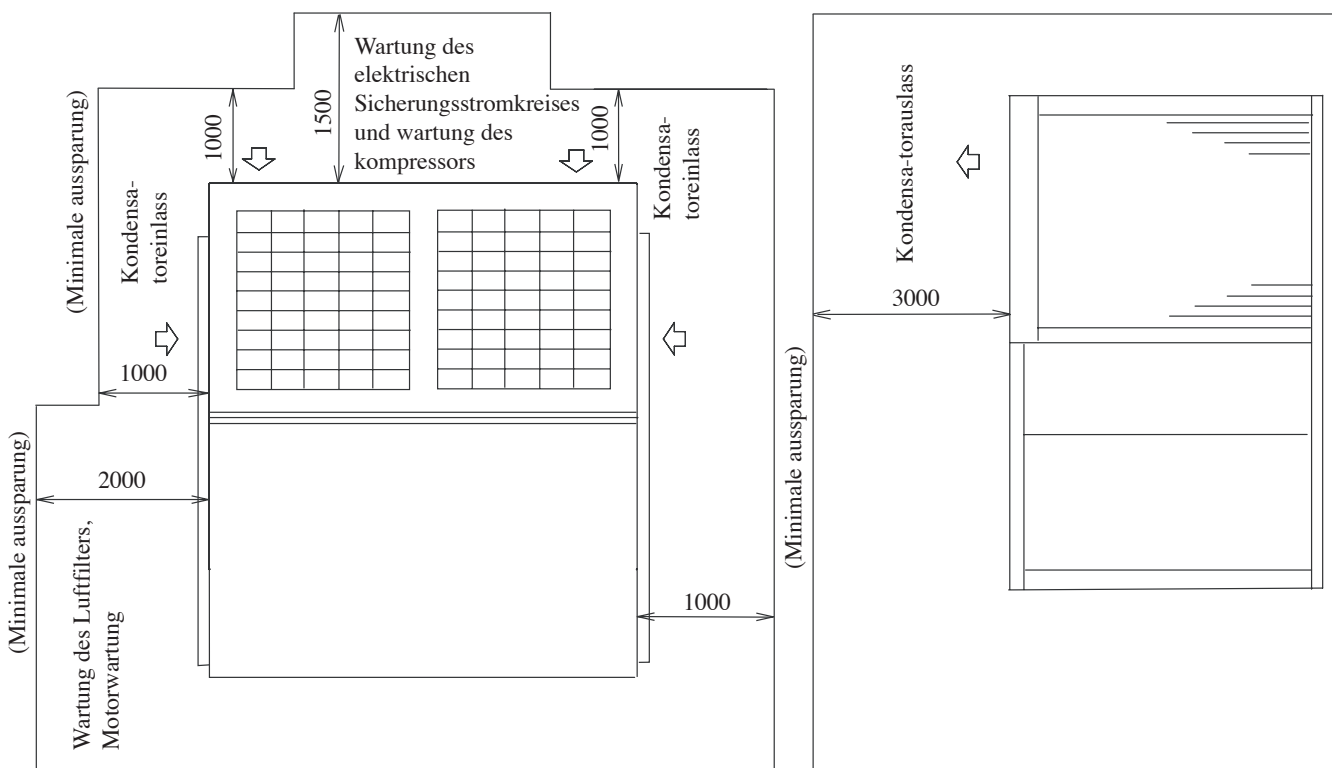 Wartung des
elektrischen
Sicherungsstromkreises
und wartung des
kompressors
1500
1000
1000
(Minimale aussparung)
Kondensa-
toreinlass
Kondensa-
toreinlass
1000
2000
(Minimale aussparung)
Wartung des Luftfilters,
Motorwartung
1000
(Minimale aussparung)
Kondensa-torauslass
3000